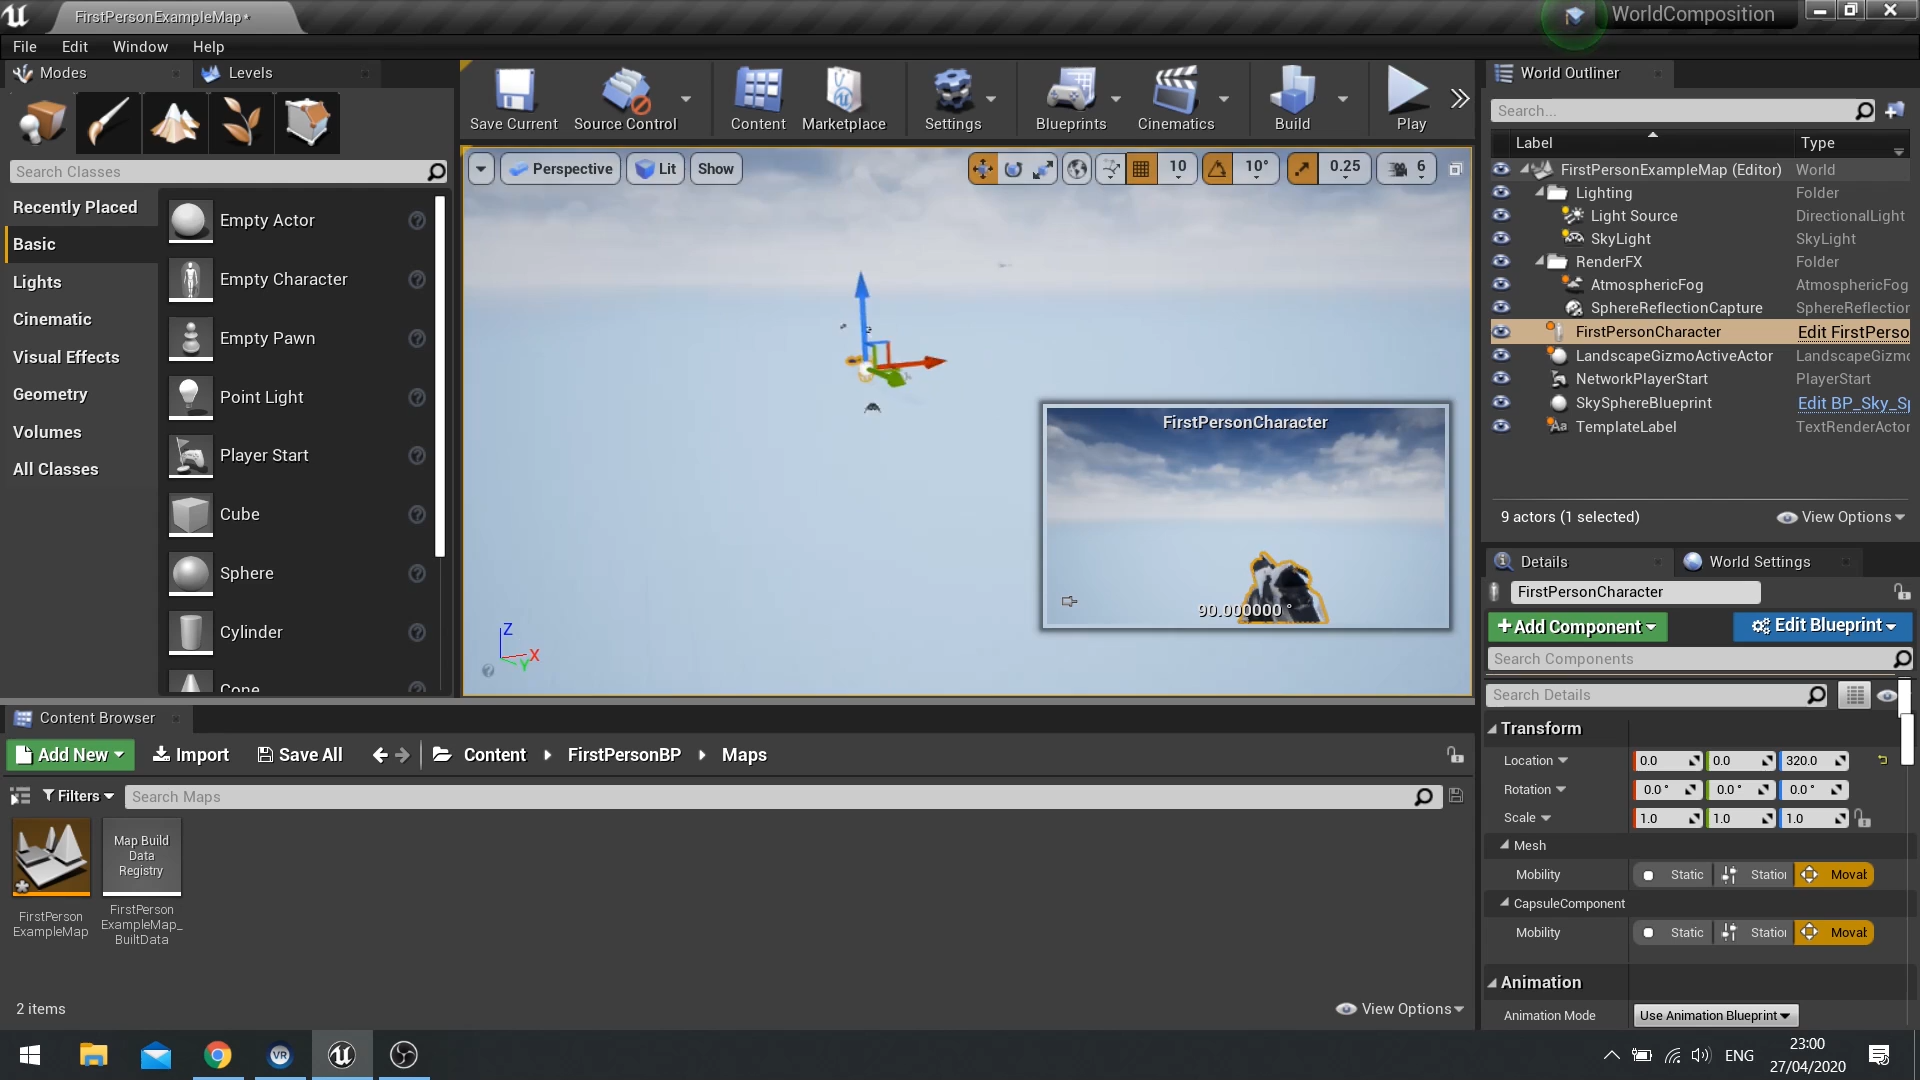 FirstPersonExampleMap*
WorldComposition
File Edit Window Help
Modes
Levels
Search Classes
Recently Placed
Basic
Lights
Cinematic
Visual Effects
Geometry
Volumes
All Classes
Empty Actor
Empty Character
Empty Pawn
Point Light
Player Start
Cube
Sphere
Cylinder
Cone
Save Current
Source Control
Content
Marketplace
Settings
Blueprints
Cinematics
Build
Play
Perspective
Lit
Show
10
10°
0.25
6
FirstPersonCharacter
90.000000 °
Z
X
Y
World Outliner
Search...
Label Type
FirstPersonExampleMap (Editor) World
Lighting Folder
Light Source DirectionalLight
SkyLight SkyLight
RenderFX Folder
AtmosphericFog AtmosphericFog
SphereReflectionCapture SphereReflection
FirstPersonCharacter Edit FirstPerso
LandscapeGizmoActiveActor LandscapeGizmo
NetworkPlayerStart PlayerStart
SkySphereBlueprint Edit BP_Sky_Sp
TemplateLabel TextRenderActor
9 actors (1 selected)
View Options
Details
World Settings
FirstPersonCharacter
+Add Component
Edit Blueprint
Search Components
Search Details
Transform
Location 0.0 0.0 320.0
Rotation 0.0 ° 0.0 ° 0.0 °
Scale 1.0 1.0 1.0
Mesh
Mobility Static Station Movab
CapsuleComponent
Mobility Static Station Movab
Animation
Animation Mode Use Animation Blueprint
Content Browser
Add New Import Save All Content FirstPersonBP Maps
Filters Search Maps
Map Build
Data
Registry
FirstPerson
ExampleMap
FirstPerson
ExampleMap_
BuiltData
2 items
View Options
VR
ENG
23:00
27/04/2020